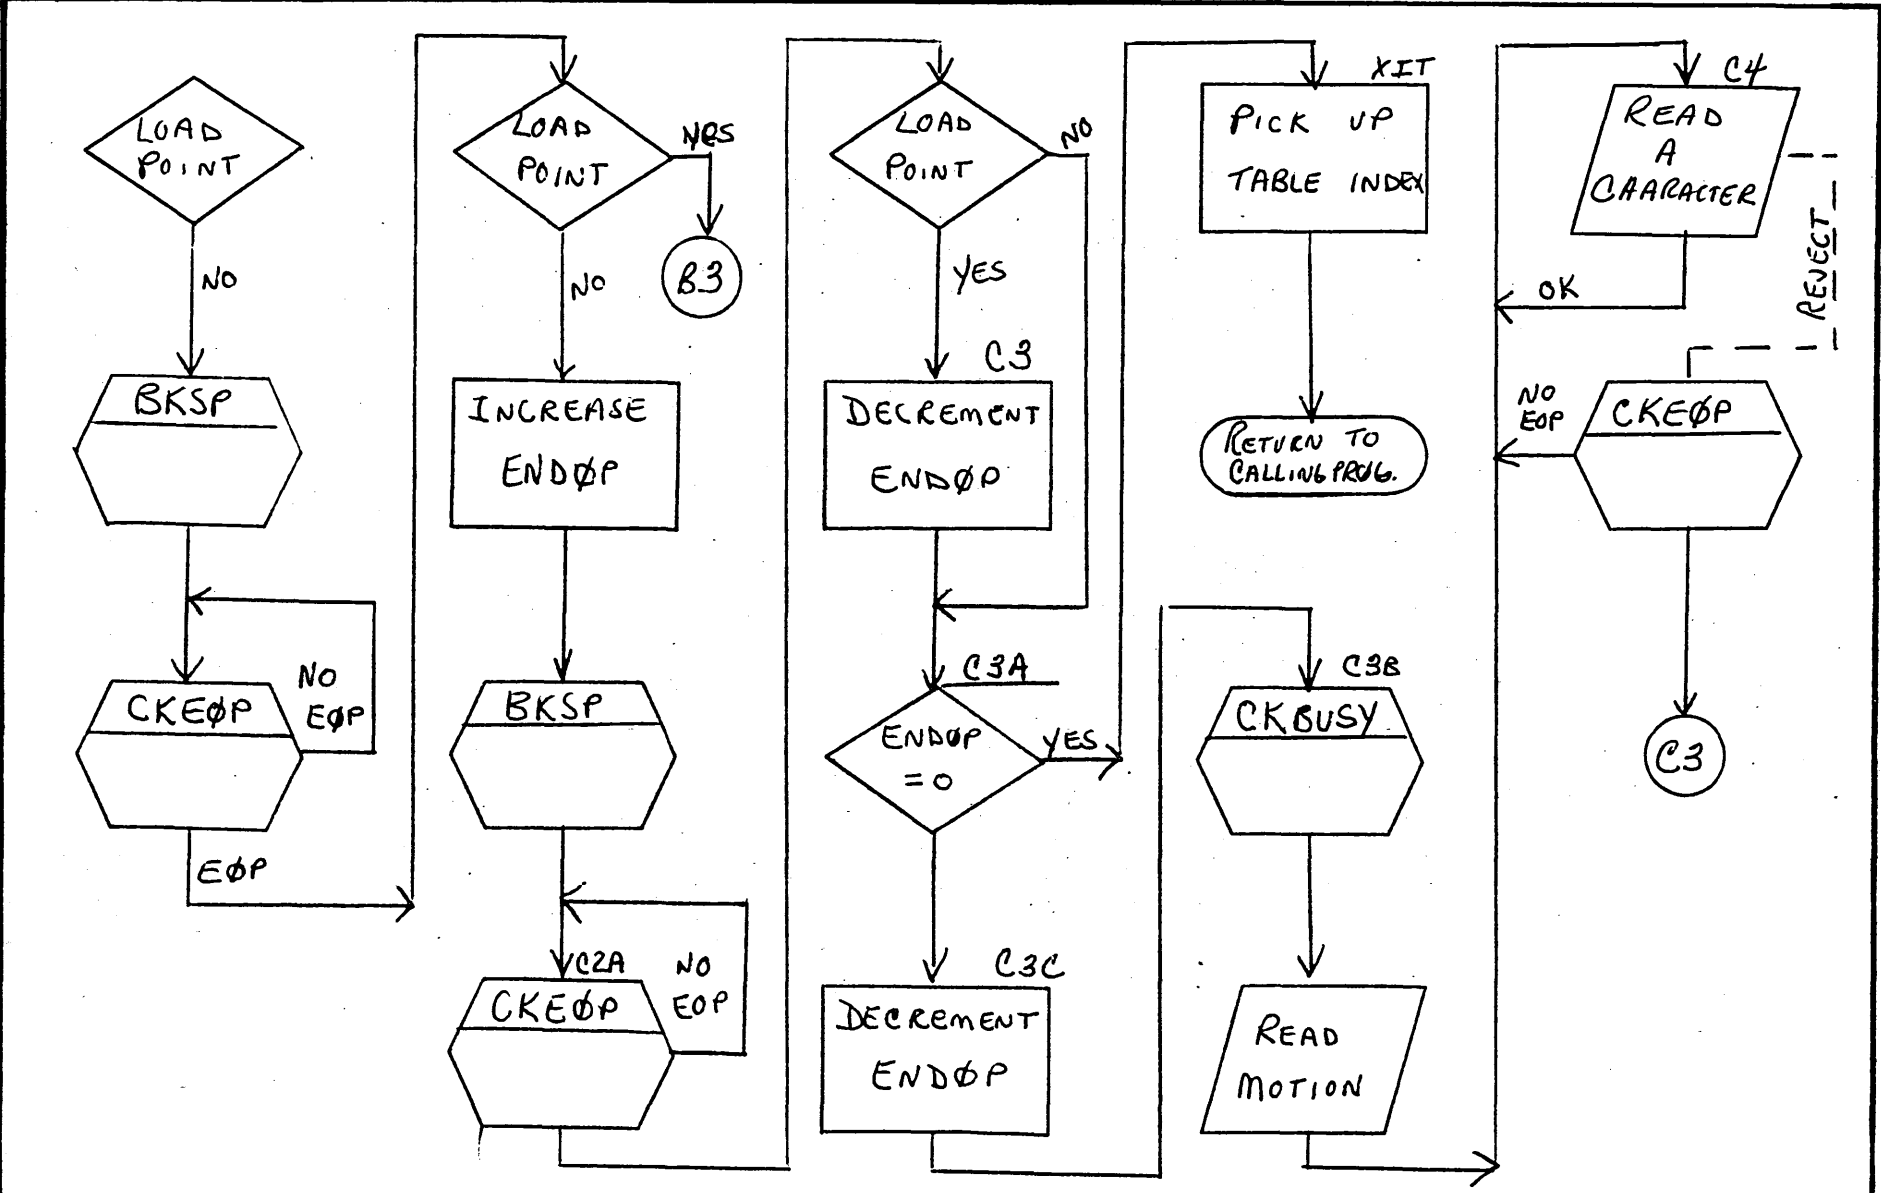 LOAD
POINT
NO
BKSP
CKEØP
NO
EØP
EØP
LOAD
POINT
YES
B3
NO
INCREASE
ENDØP
BKSP
C2A
CKEØP
NO
EOP
LOAD
POINT
NO
YES
C3
DECREMENT
ENDØP
C3A
ENDØP
= 0
YES
C3C
DECREMENT
ENDØP
XIT
PICK UP
TABLE INDEX
RETURN TO
CALLING PROG.
C3B
CKBUSY
READ
MOTION
C4
READ
A
CAARACTER
REJECT
OK
NO
EOP
CKEØP
C3